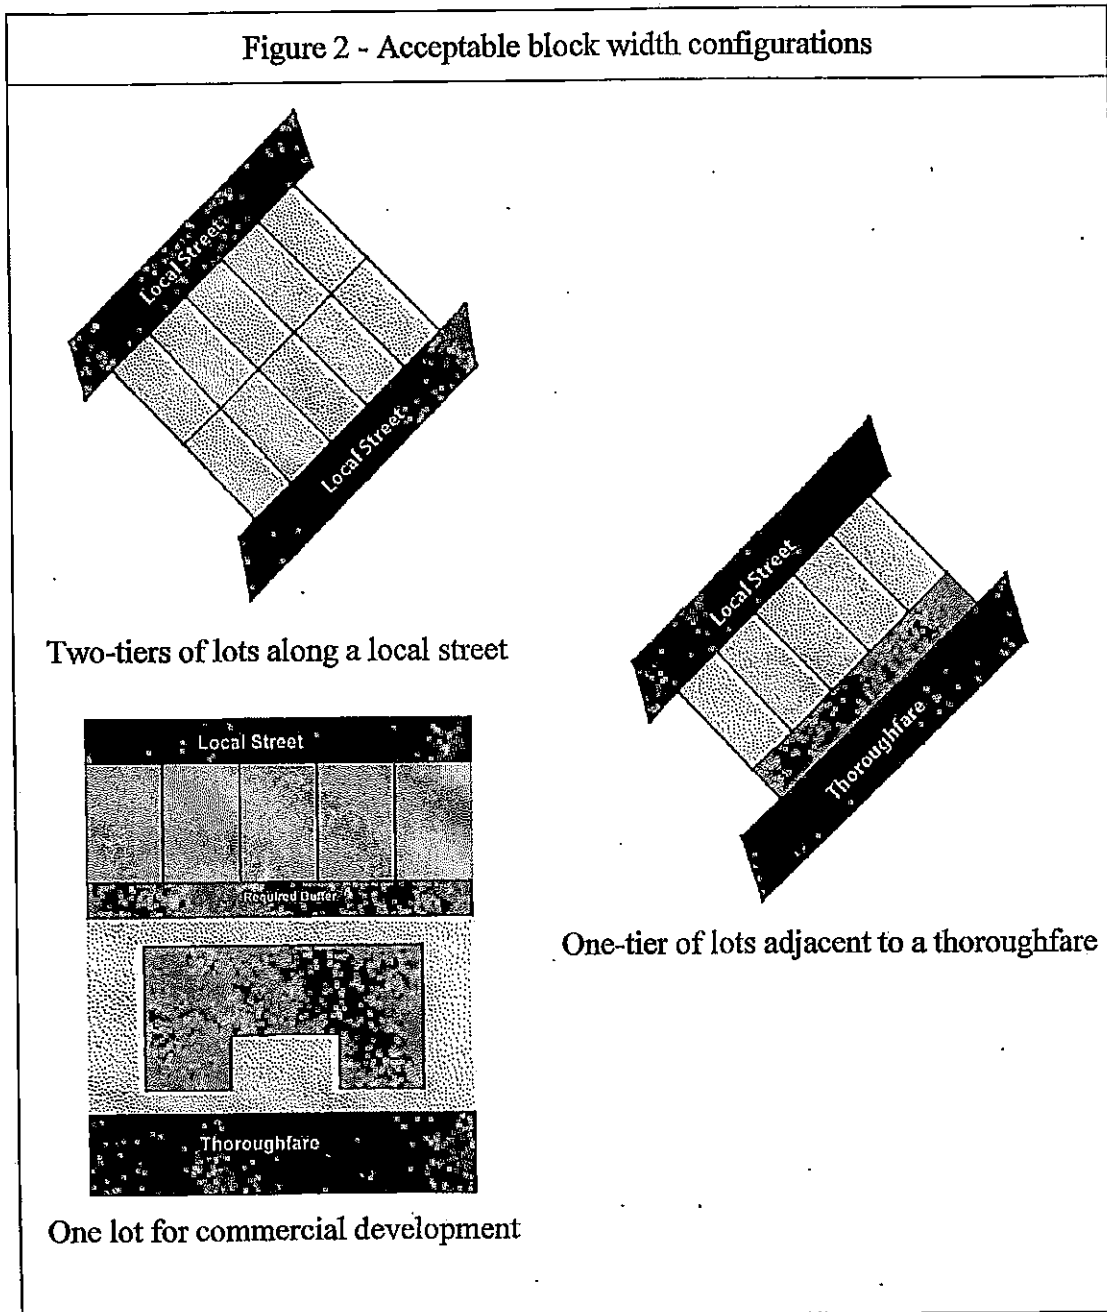 Figure 2 - Acceptable block width configurations
Local Street
Local Street
Two-tiers of lots along a local street
Local Street
Thoroughfare
One-tier of lots adjacent to a thoroughfare
Local Street
Required Buffer
Thoroughfare
One lot for commercial development